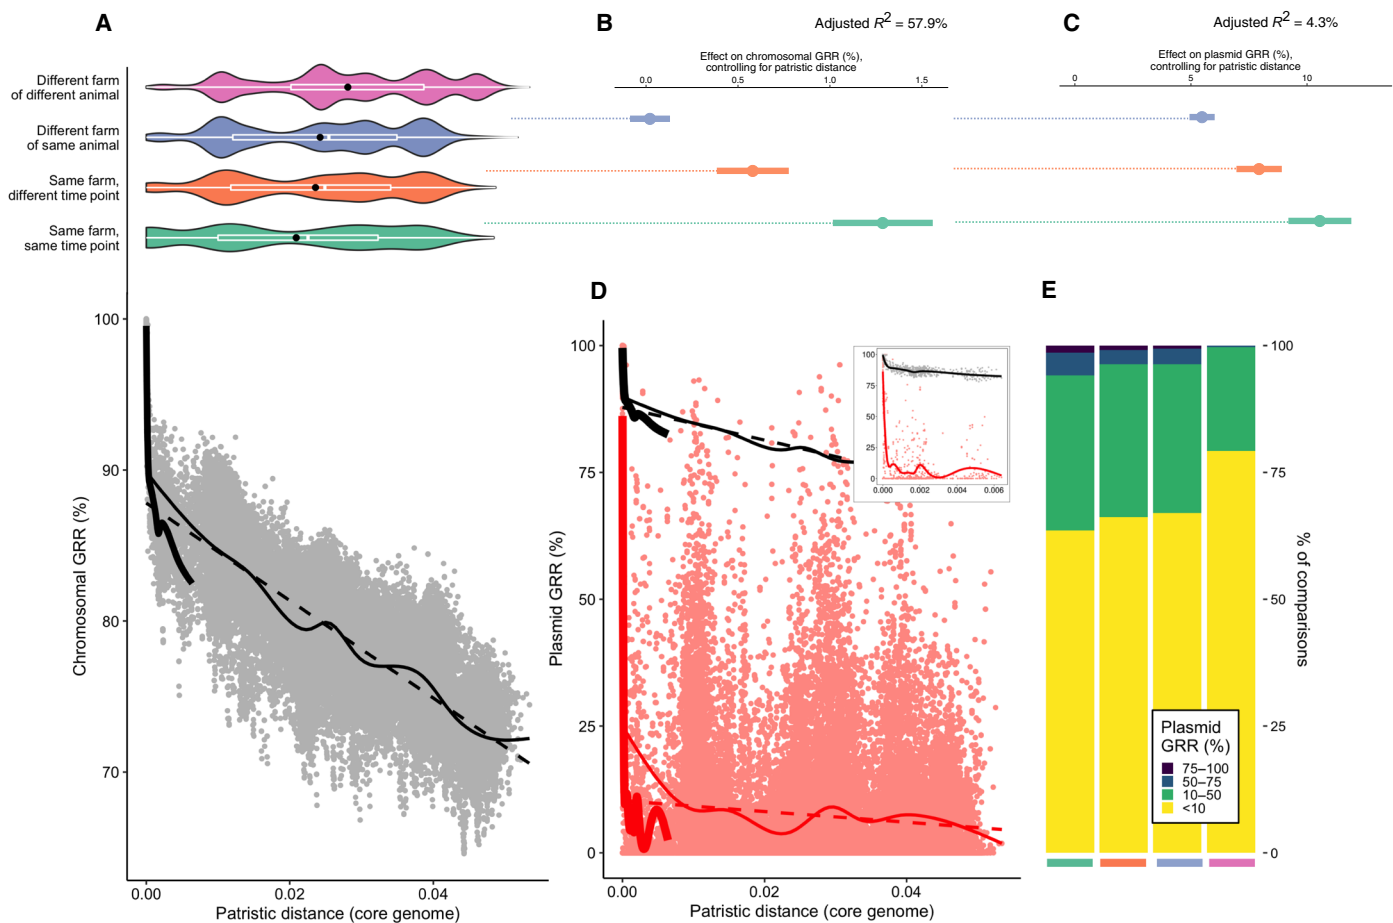 A
Different farm
of different animal
Different farm
of same animal
Same farm,
different time point
Same farm,
same time point
100
90
80
70
Chromosomal GRR (%)
0.00
0.02
0.04
Patristic distance (core genome)
B
Adjusted R2 = 57.9%
Effect on chromosomal GRR (%),
controlling for patristic distance
0.0
0.5
1.0
1.5
C
Adjusted R2 = 4.3%
Effect on plasmid GRR (%),
controlling for patristic distance
0
5
10
D
100
75
50
25
0
Plasmid GRR (%)
0.00
0.02
0.04
Patristic distance (core genome)
100
75
50
25
0
0.000
0.002
0.004
0.006
E
100
75
50
25
0
% of comparisons
Plasmid
GRR (%)
75–100
50–75
10–50
<10